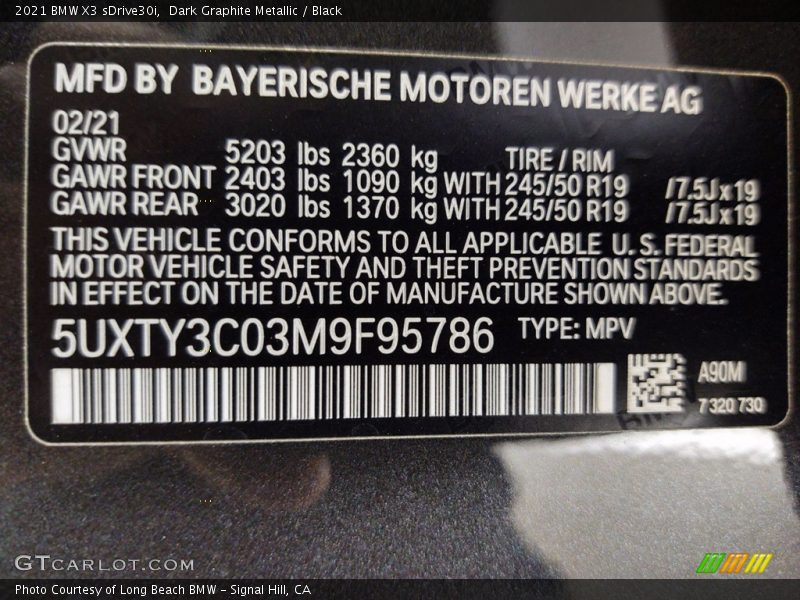 2021 BMW X3 sDrive30i,  Dark Graphite Metallic / Black
MFD BY BAYERISCHE MOTOREN WERKE AG
02/21
GVWR 5203 lbs 2360 kg TIRE / RIM
GAWR FRONT 2403 lbs 1090 kg WITH 245/50 R19 /7.5Jx19
GAWR REAR 3020 lbs 1370 kg WITH 245/50 R19 /7.5Jx19
THIS VEHICLE CONFORMS TO ALL APPLICABLE U.S. FEDERAL
MOTOR VEHICLE SAFETY AND THEFT PREVENTION STANDARDS
IN EFFECT ON THE DATE OF MANUFACTURE SHOWN ABOVE.
5UXTY3C03M9F95786 TYPE: MPV
A90M
7 320 730
GTCARLOT.COM
Photo Courtesy of Long Beach BMW - Signal Hill, CA